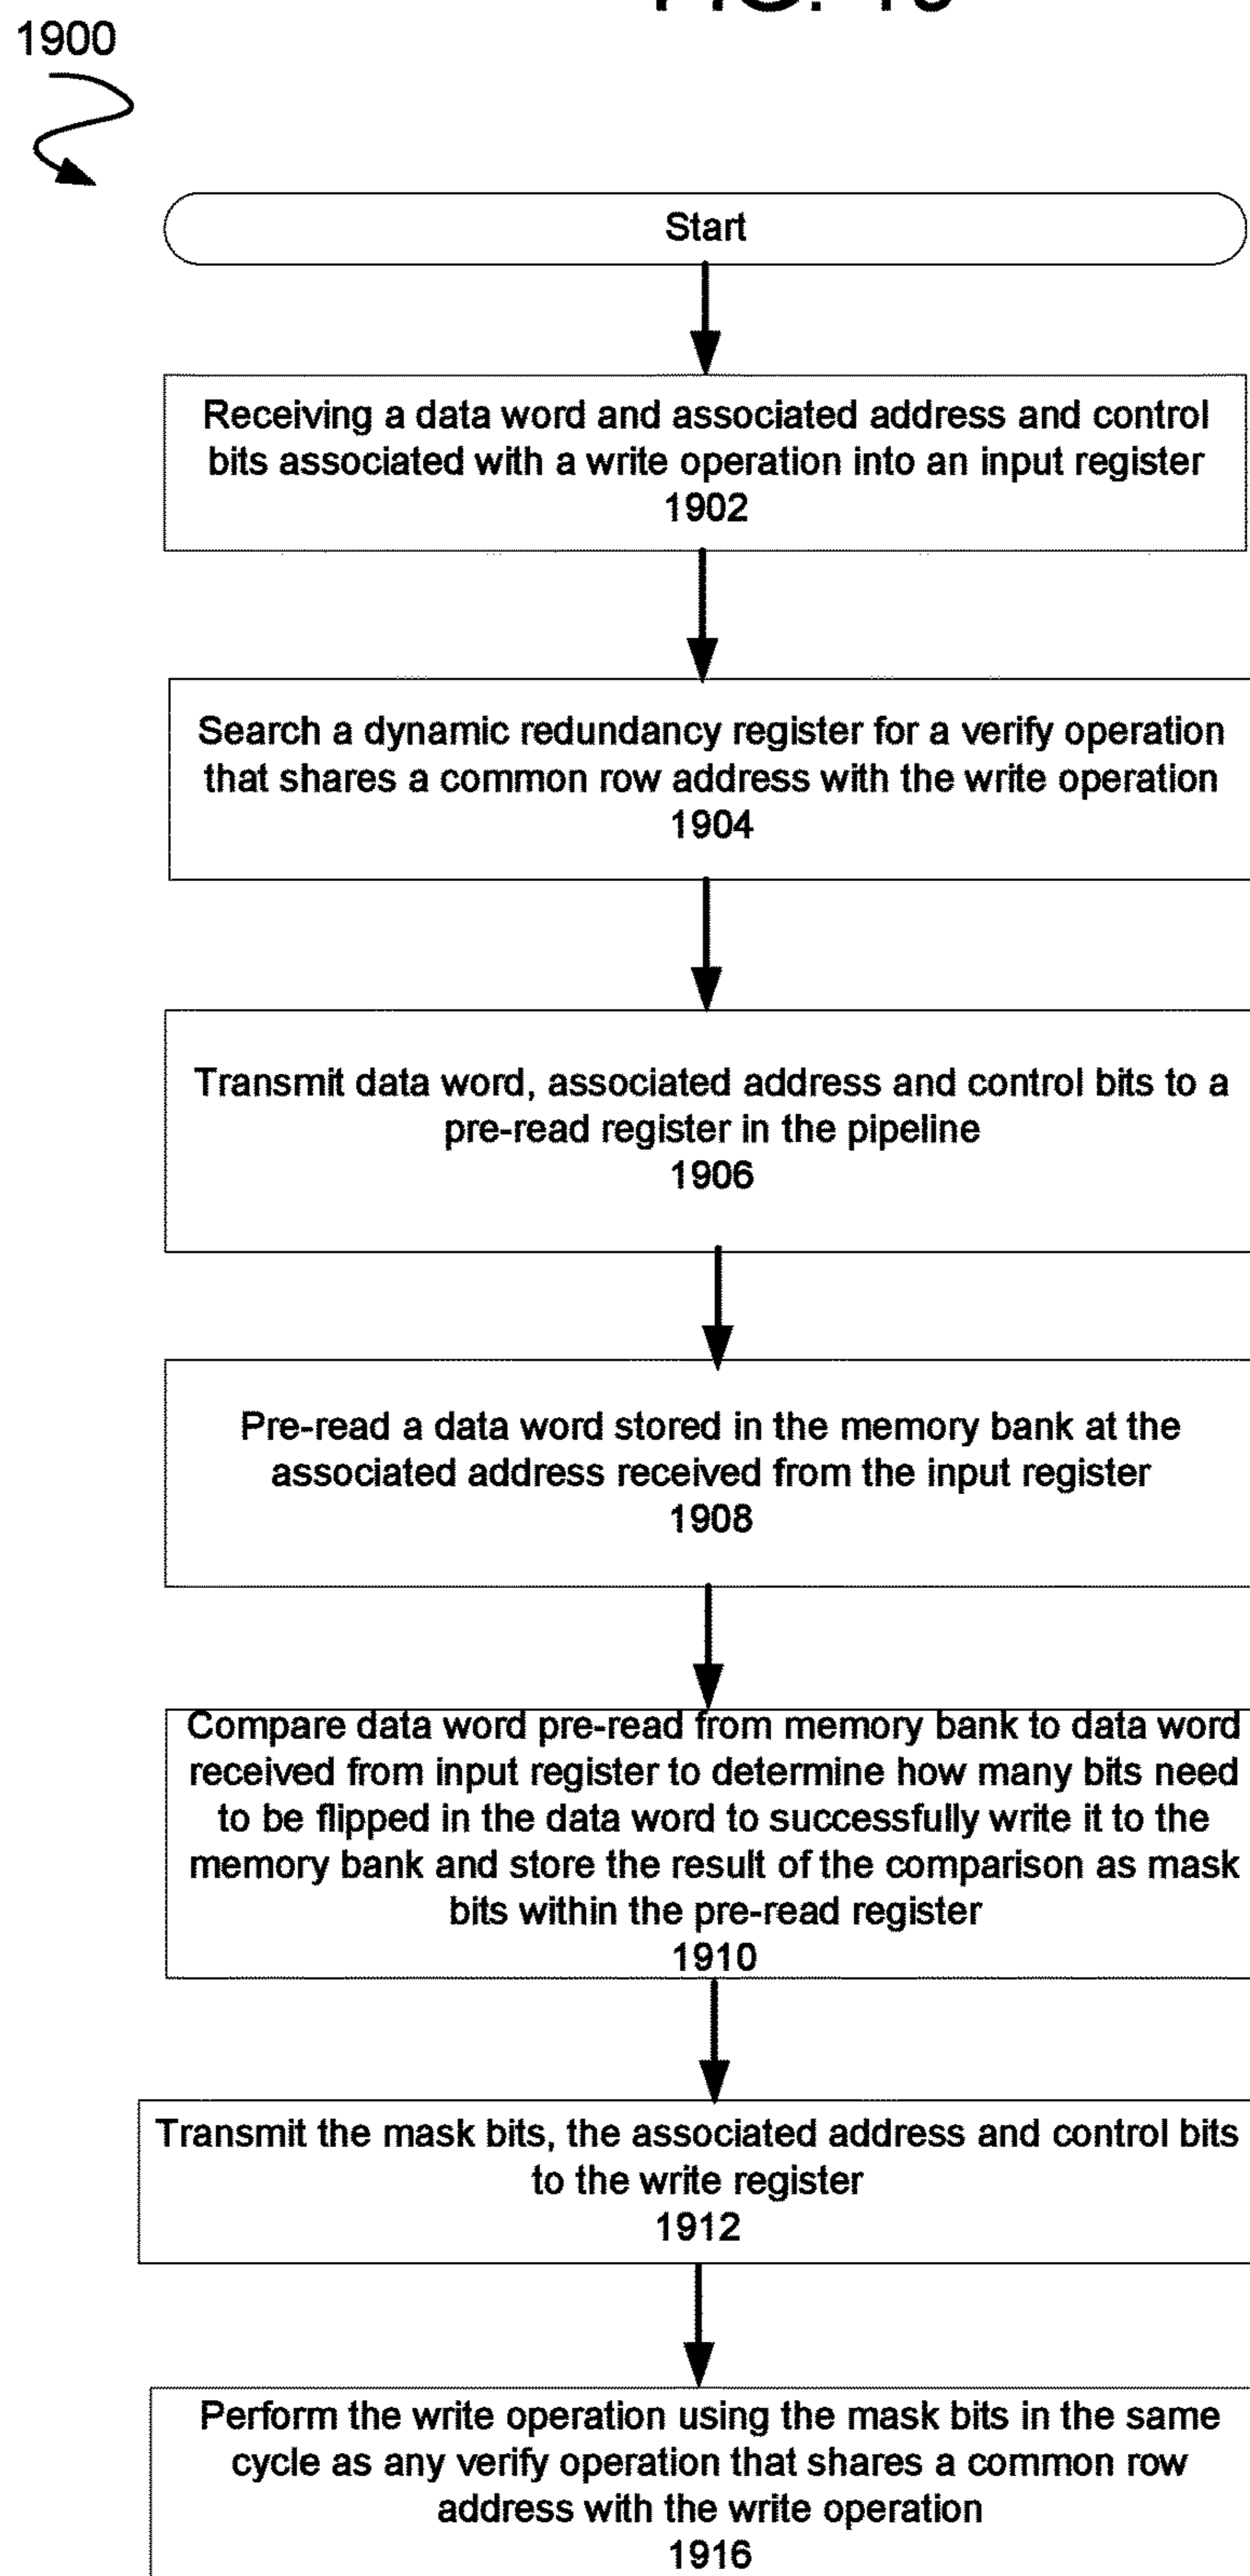 1900
Start
Receiving a data word and associated address and control
bits associated with a write operation into an input register
1902
Search a dynamic redundancy register for a verify operation
that shares a common row address with the write operation
1904
Transmit data word, associated address and control bits to a
pre-read register in the pipeline
1906
Pre-read a data word stored in the memory bank at the
associated address received from the input register
1908
Compare data word pre-read from memory bank to data word
received from input register to determine how many bits need
to be flipped in the data word to successfully write it to the
memory bank and store the result of the comparison as mask
bits within the pre-read register
1910
Transmit the mask bits, the associated address and control bits
to the write register
1912
Perform the write operation using the mask bits in the same
cycle as any verify operation that shares a common row
address with the write operation
1916